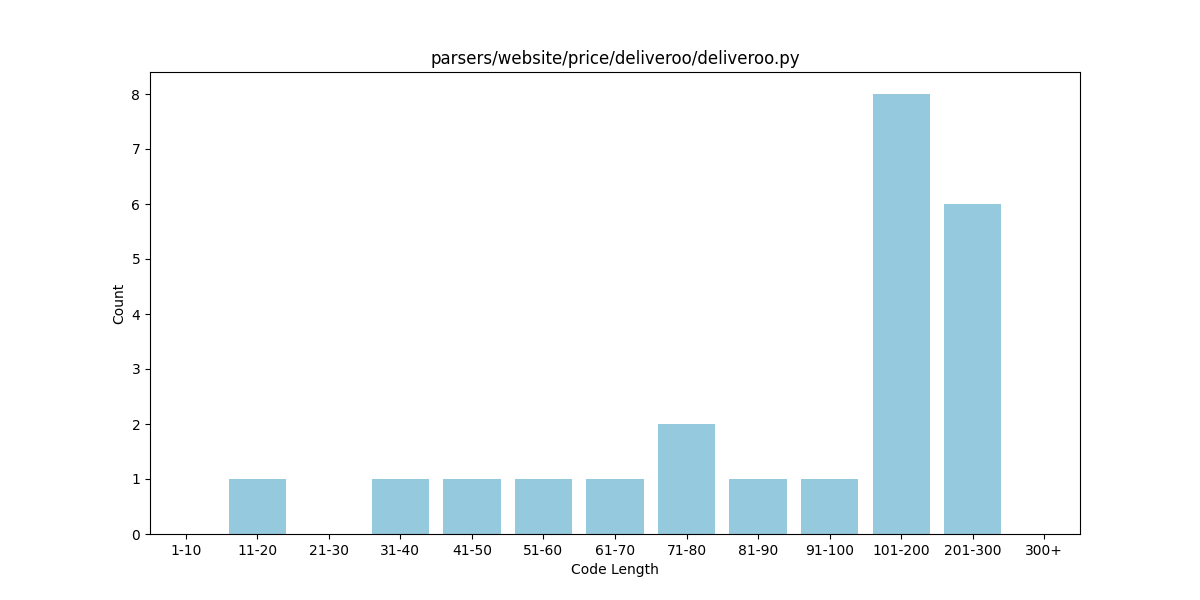 parsers/website/price/deliveroo/deliveroo.py
8
7
6
5
4
3
2
1
0
Count
1-10 11-20 21-30 31-40 41-50 51-60 61-70 71-80 81-90 91-100 101-200 201-300 300+
Code Length